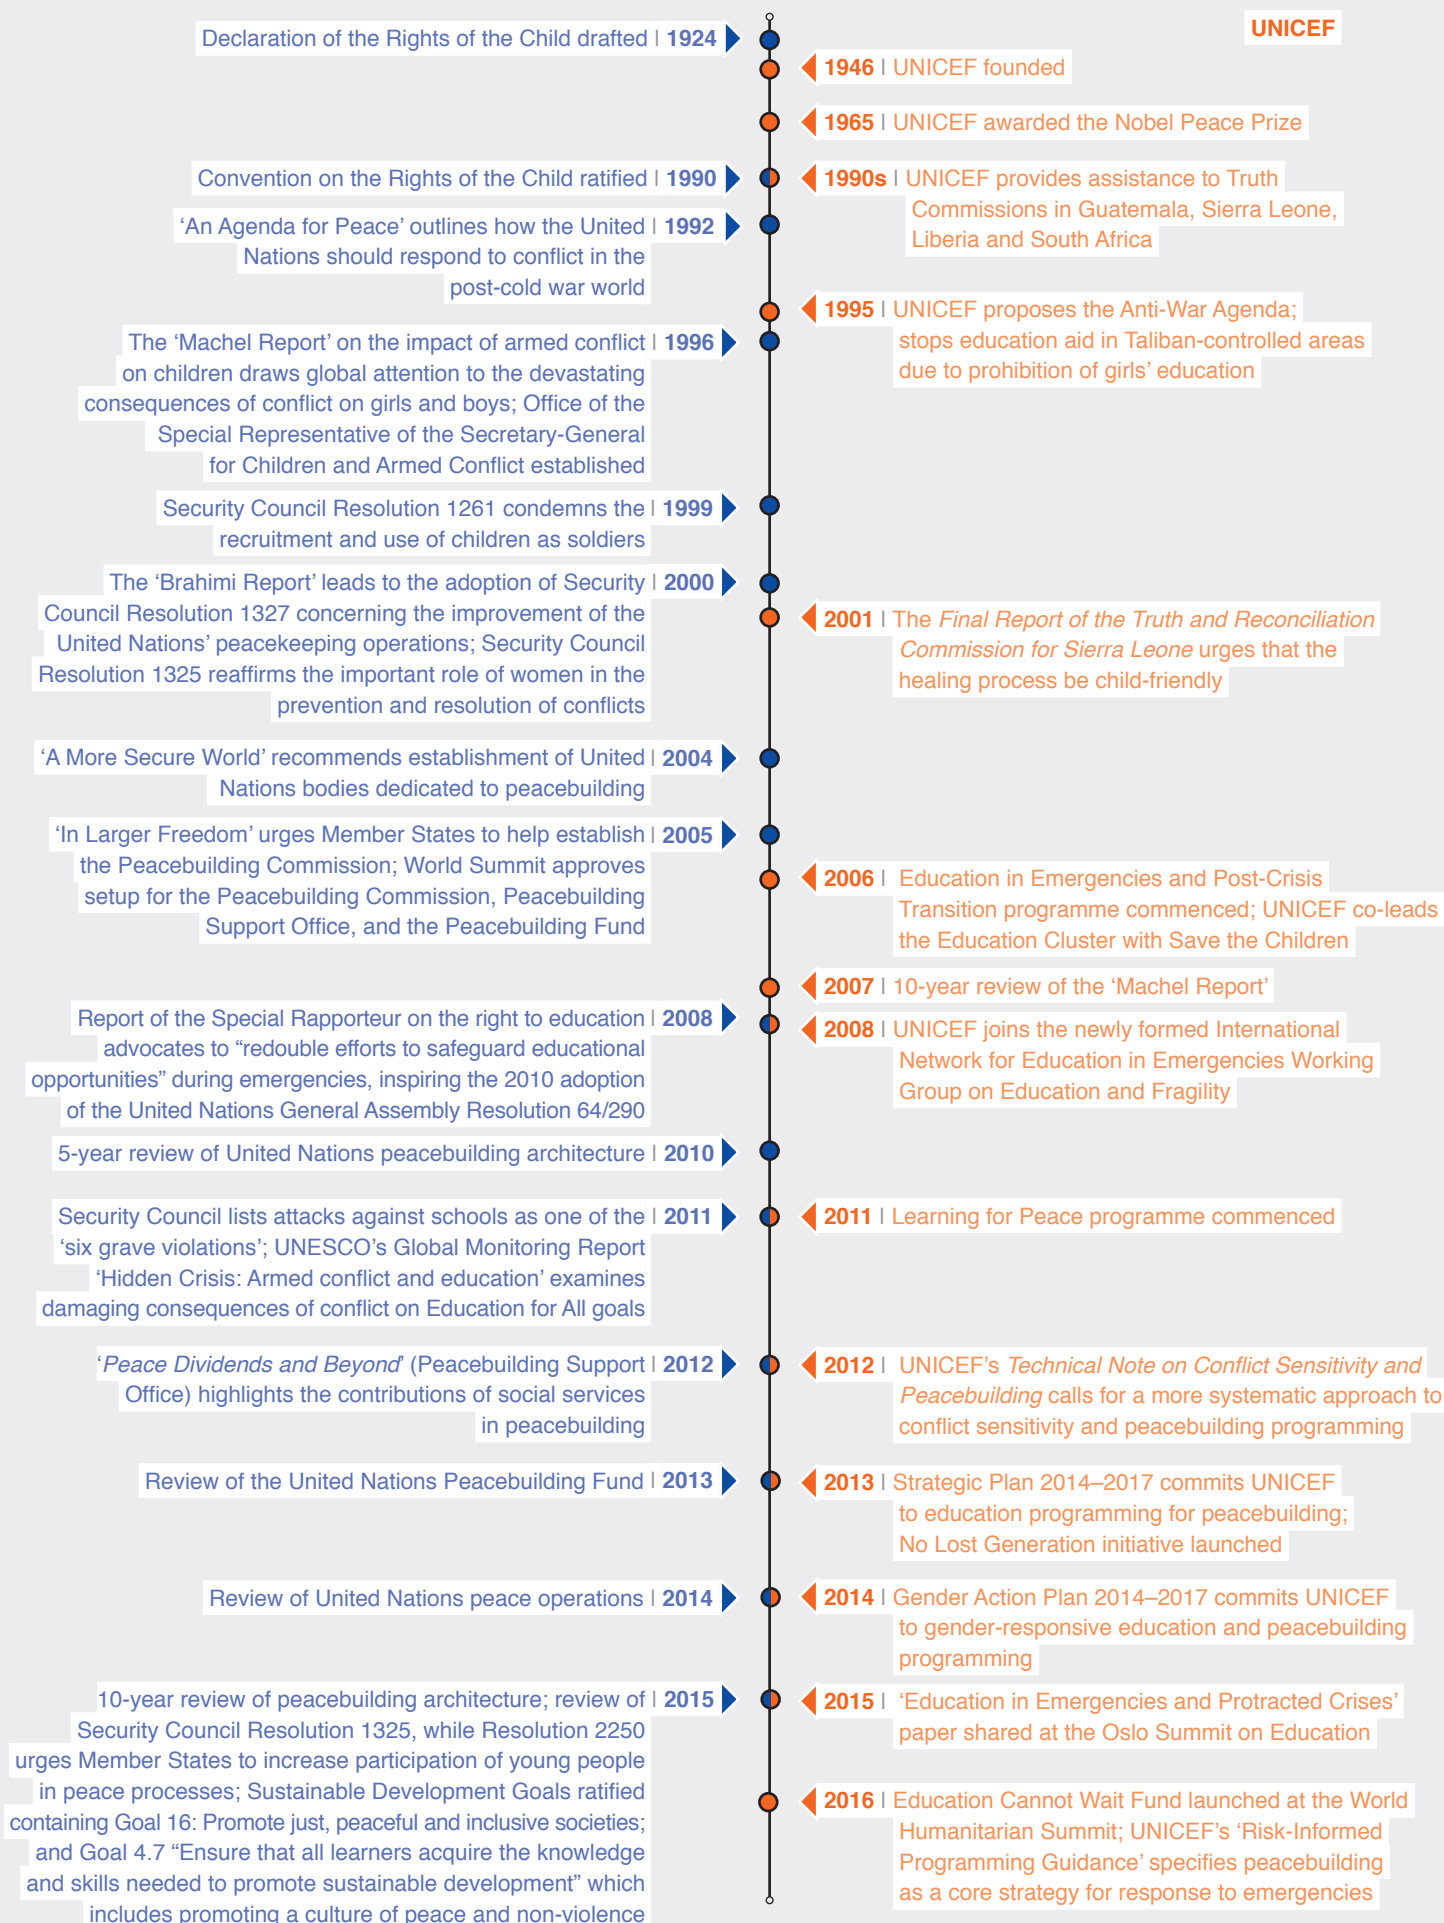 UNICEF
Declaration of the Rights of the Child drafted | 1924
1946 | UNICEF founded
1965 | UNICEF awarded the Nobel Peace Prize
Convention on the Rights of the Child ratified | 1990
1990s | UNICEF provides assistance to Truth
Commissions in Guatemala, Sierra Leone,
Liberia and South Africa
‘An Agenda for Peace’ outlines how the United | 1992
Nations should respond to conflict in the
post-cold war world
1995 | UNICEF proposes the Anti-War Agenda;
stops education aid in Taliban-controlled areas
due to prohibition of girls’ education
The ‘Machel Report’ on the impact of armed conflict | 1996
on children draws global attention to the devastating
consequences of conflict on girls and boys; Office of the
Special Representative of the Secretary-General
for Children and Armed Conflict established
Security Council Resolution 1261 condemns the | 1999
recruitment and use of children as soldiers
The ‘Brahimi Report’ leads to the adoption of Security | 2000
Council Resolution 1327 concerning the improvement of the
United Nations’ peacekeeping operations; Security Council
Resolution 1325 reaffirms the important role of women in the
prevention and resolution of conflicts
2001 | The Final Report of the Truth and Reconciliation
Commission for Sierra Leone urges that the
healing process be child-friendly
‘A More Secure World’ recommends establishment of United | 2004
Nations bodies dedicated to peacebuilding
‘In Larger Freedom’ urges Member States to help establish | 2005
the Peacebuilding Commission; World Summit approves
setup for the Peacebuilding Commission, Peacebuilding
Support Office, and the Peacebuilding Fund
2006 | Education in Emergencies and Post-Crisis
Transition programme commenced; UNICEF co-leads
the Education Cluster with Save the Children
2007 | 10-year review of the ‘Machel Report’
Report of the Special Rapporteur on the right to education | 2008
advocates to “redouble efforts to safeguard educational
opportunities” during emergencies, inspiring the 2010 adoption
of the United Nations General Assembly Resolution 64/290
2008 | UNICEF joins the newly formed International
Network for Education in Emergencies Working
Group on Education and Fragility
5-year review of United Nations peacebuilding architecture | 2010
Security Council lists attacks against schools as one of the | 2011
‘six grave violations’; UNESCO’s Global Monitoring Report
‘Hidden Crisis: Armed conflict and education’ examines
damaging consequences of conflict on Education for All goals
2011 | Learning for Peace programme commenced
‘Peace Dividends and Beyond’ (Peacebuilding Support | 2012
Office) highlights the contributions of social services
in peacebuilding
2012 | UNICEF’s Technical Note on Conflict Sensitivity and
Peacebuilding calls for a more systematic approach to
conflict sensitivity and peacebuilding programming
Review of the United Nations Peacebuilding Fund | 2013
2013 | Strategic Plan 2014–2017 commits UNICEF
to education programming for peacebuilding;
No Lost Generation initiative launched
Review of United Nations peace operations | 2014
2014 | Gender Action Plan 2014–2017 commits UNICEF
to gender-responsive education and peacebuilding
programming
10-year review of peacebuilding architecture; review of | 2015
Security Council Resolution 1325, while Resolution 2250
urges Member States to increase participation of young people
in peace processes; Sustainable Development Goals ratified
containing Goal 16: Promote just, peaceful and inclusive societies;
and Goal 4.7 “Ensure that all learners acquire the knowledge
and skills needed to promote sustainable development” which
includes promoting a culture of peace and non-violence
2015 | ‘Education in Emergencies and Protracted Crises’
paper shared at the Oslo Summit on Education
2016 | Education Cannot Wait Fund launched at the World
Humanitarian Summit; UNICEF’s ‘Risk-Informed
Programming Guidance’ specifies peacebuilding
as a core strategy for response to emergencies